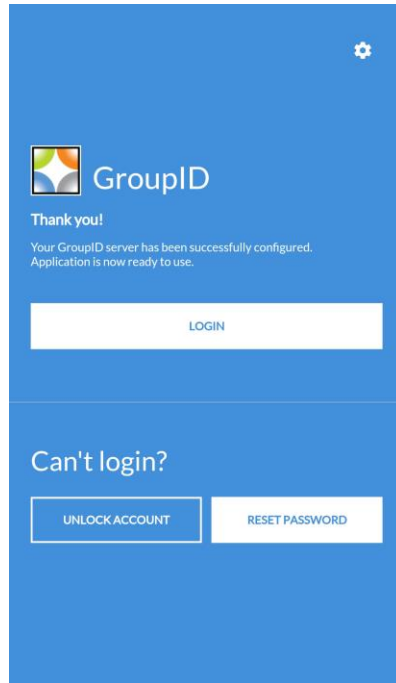 GroupID
Thank you!
Your GroupID server has been successfully configured.
Application is now ready to use.
LOGIN
Can't login?
UNLOCK ACCOUNT
RESET PASSWORD